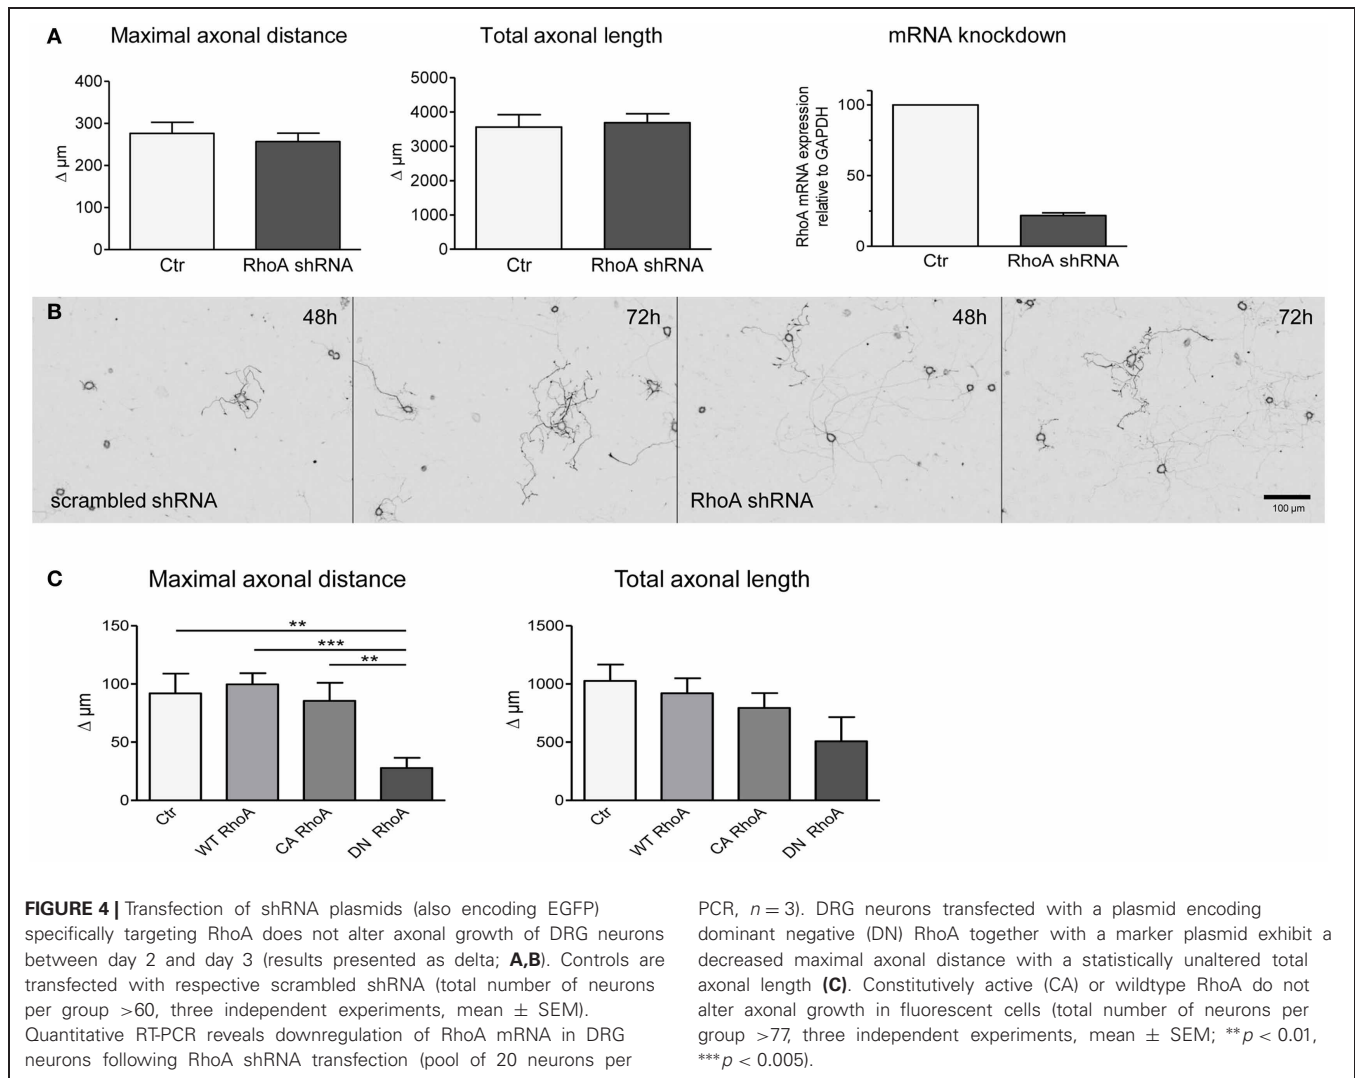 A
Maximal axonal distance
400
300
200
100
0
Δ µm
Ctr
RhoA shRNA
Total axonal length
5000
4000
3000
2000
1000
0
Δ µm
Ctr
RhoA shRNA
mRNA knockdown
100
50
0
RhoA mRNA expression
relative to GAPDH
Ctr
RhoA shRNA
B
48h
72h
48h
72h
scrambled shRNA
RhoA shRNA
100 µm
C
Maximal axonal distance
150
100
50
0
Δ µm
**
***
**
Ctr
WT RhoA
CA RhoA
DN RhoA
Total axonal length
1500
1000
500
0
Δ µm
Ctr
WT RhoA
CA RhoA
DN RhoA
FIGURE 4 | Transfection of shRNA plasmids (also encoding EGFP)
specifically targeting RhoA does not alter axonal growth of DRG neurons
between day 2 and day 3 (results presented as delta; A,B). Controls are
transfected with respective scrambled shRNA (total number of neurons
per group >60, three independent experiments, mean ± SEM).
Quantitative RT-PCR reveals downregulation of RhoA mRNA in DRG
neurons following RhoA shRNA transfection (pool of 20 neurons per
PCR, n = 3). DRG neurons transfected with a plasmid encoding
dominant negative (DN) RhoA together with a marker plasmid exhibit a
decreased maximal axonal distance with a statistically unaltered total
axonal length (C). Constitutively active (CA) or wildtype RhoA do not
alter axonal growth in fluorescent cells (total number of neurons per
group >77, three independent experiments, mean ± SEM; **p < 0.01,
***p < 0.005).